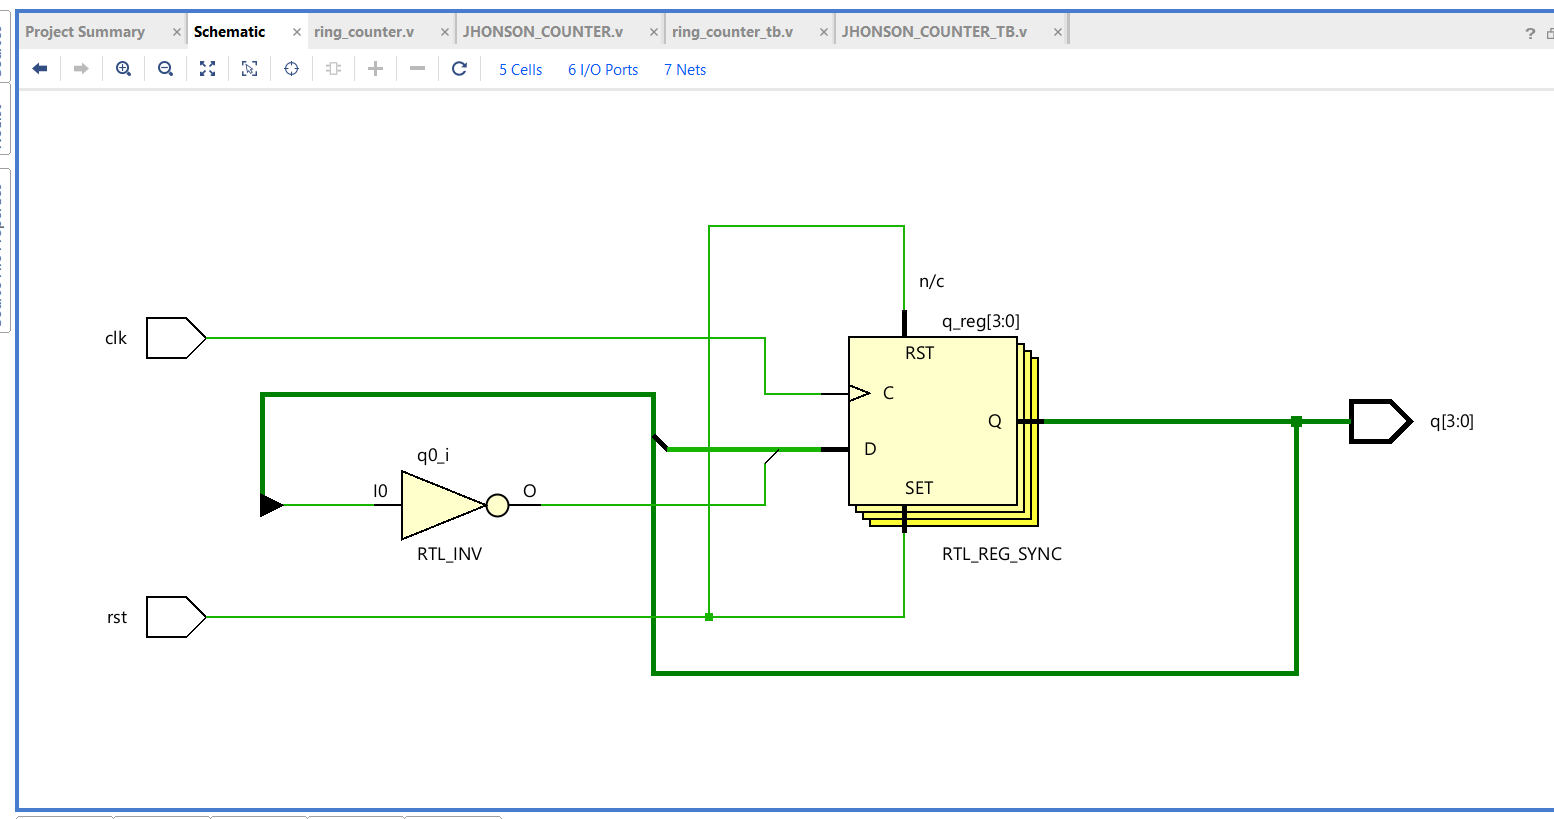 Project Summary × Schematic × ring_counter.v × JHONSON_COUNTER.v × ring_counter_tb.v × JHONSON_COUNTER_TB.v × ?
5 Cells 6 I/O Ports 7 Nets
n/c
q_reg[3:0]
clk
RST
C
Q
q[3:0]
D
q0_i
I0
O
SET
RTL_INV
RTL_REG_SYNC
rst